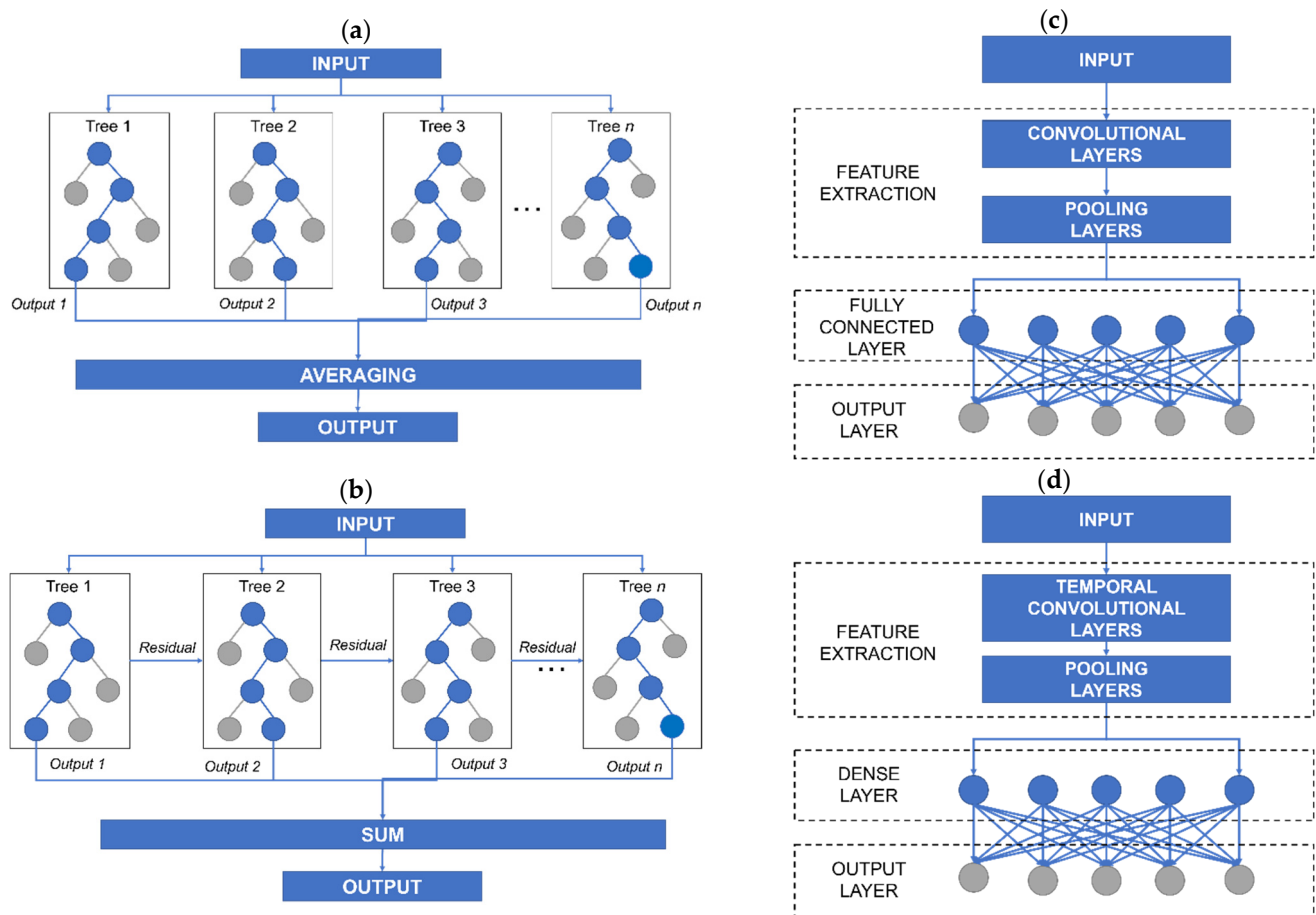 (a)
INPUT
Tree 1
Tree 2
Tree 3
Tree n
...
Output 1
Output 2
Output 3
Output n
AVERAGING
OUTPUT
(b)
INPUT
Tree 1
Tree 2
Tree 3
Tree n
Residual
Residual
Residual
...
Output 1
Output 2
Output 3
Output n
SUM
OUTPUT
(c)
INPUT
FEATURE
EXTRACTION
CONVOLUTIONAL
LAYERS
POOLING
LAYERS
FULLY
CONNECTED
LAYER
OUTPUT
LAYER
(d)
INPUT
FEATURE
EXTRACTION
TEMPORAL
CONVOLUTIONAL
LAYERS
POOLING
LAYERS
DENSE
LAYER
OUTPUT
LAYER